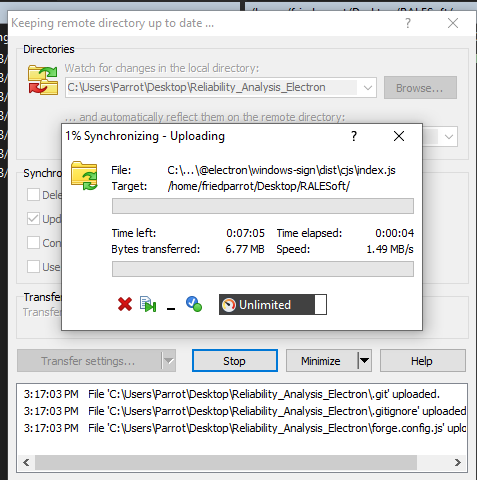 /home/friedparrot/Desktop/RALESoft/
Keeping remote directory up to date ...
Directories
Watch for changes in the local directory:
C:\Users\Parrot\Desktop\Reliability_Analysis_Electron
Browse...
... and automatically reflect them on the remote directory:
1% Synchronizing - Uploading
?
File: C:\...\@electron\windows-sign\dist\cjs\index.js
Target: /home/friedparrot/Desktop/RALESoft/
Time left: 0:07:05 Time elapsed: 0:00:04
Bytes transferred: 6.77 MB Speed: 1.49 MB/s
Unlimited
Synchro
Dele
Upd
Con
Use
Transfer
Transfer
Transfer settings...
Stop
Minimize
Help
3:17:03 PM File 'C:\Users\Parrot\Desktop\Reliability_Analysis_Electron\.git' uploaded.
3:17:03 PM File 'C:\Users\Parrot\Desktop\Reliability_Analysis_Electron\.gitignore' uploaded
3:17:03 PM File 'C:\Users\Parrot\Desktop\Reliability_Analysis_Electron\forge.config.js' uplo